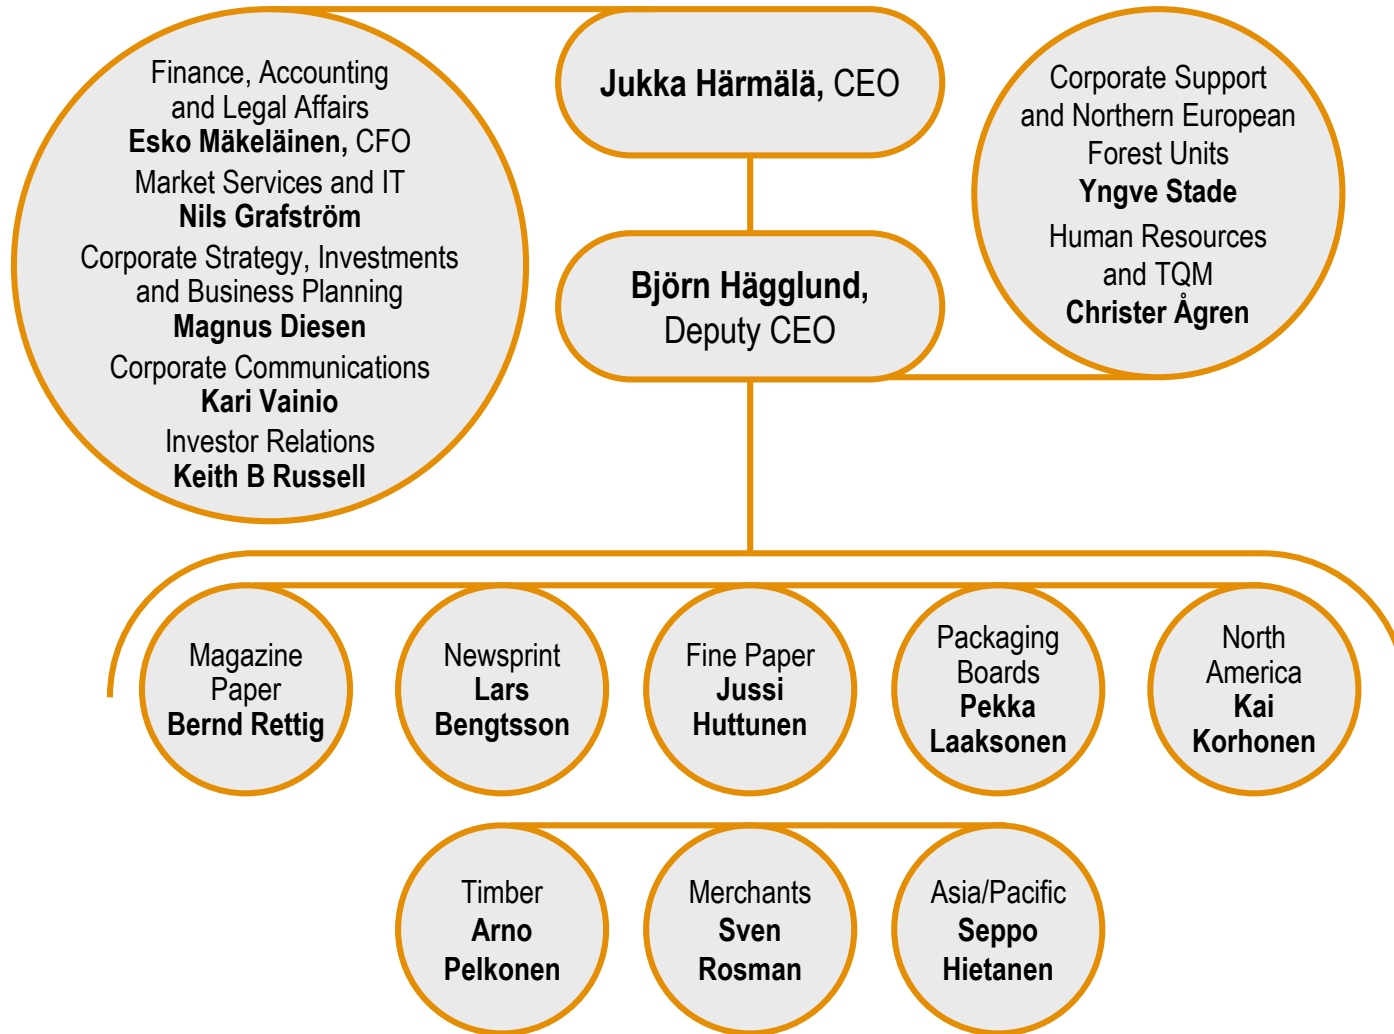 Finance, Accounting
and Legal Affairs
Esko Mäkeläinen, CFO
Market Services and IT
Nils Grafström
Corporate Strategy, Investments
and Business Planning
Magnus Diesen
Corporate Communications
Kari Vainio
Investor Relations
Keith B Russell
Jukka Härmälä, CEO
Björn Hägglund,
Deputy CEO
Corporate Support
and Northern European
Forest Units
Yngve Stade
Human Resources
and TQM
Christer Ågren
Magazine
Paper
Bernd Rettig
Newsprint
Lars
Bengtsson
Fine Paper
Jussi
Huttunen
Packaging
Boards
Pekka
Laaksonen
North
America
Kai
Korhonen
Timber
Arno
Pelkonen
Merchants
Sven
Rosman
Asia/Pacific
Seppo
Hietanen